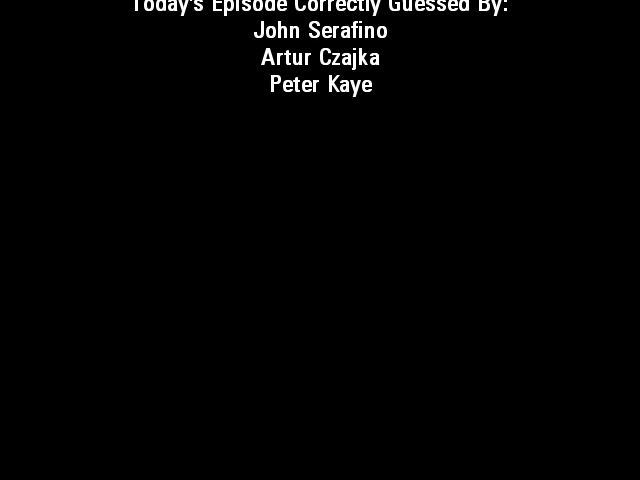 Today's Episode Correctly Guessed By:
John Serafino
Artur Czajka
Peter Kaye